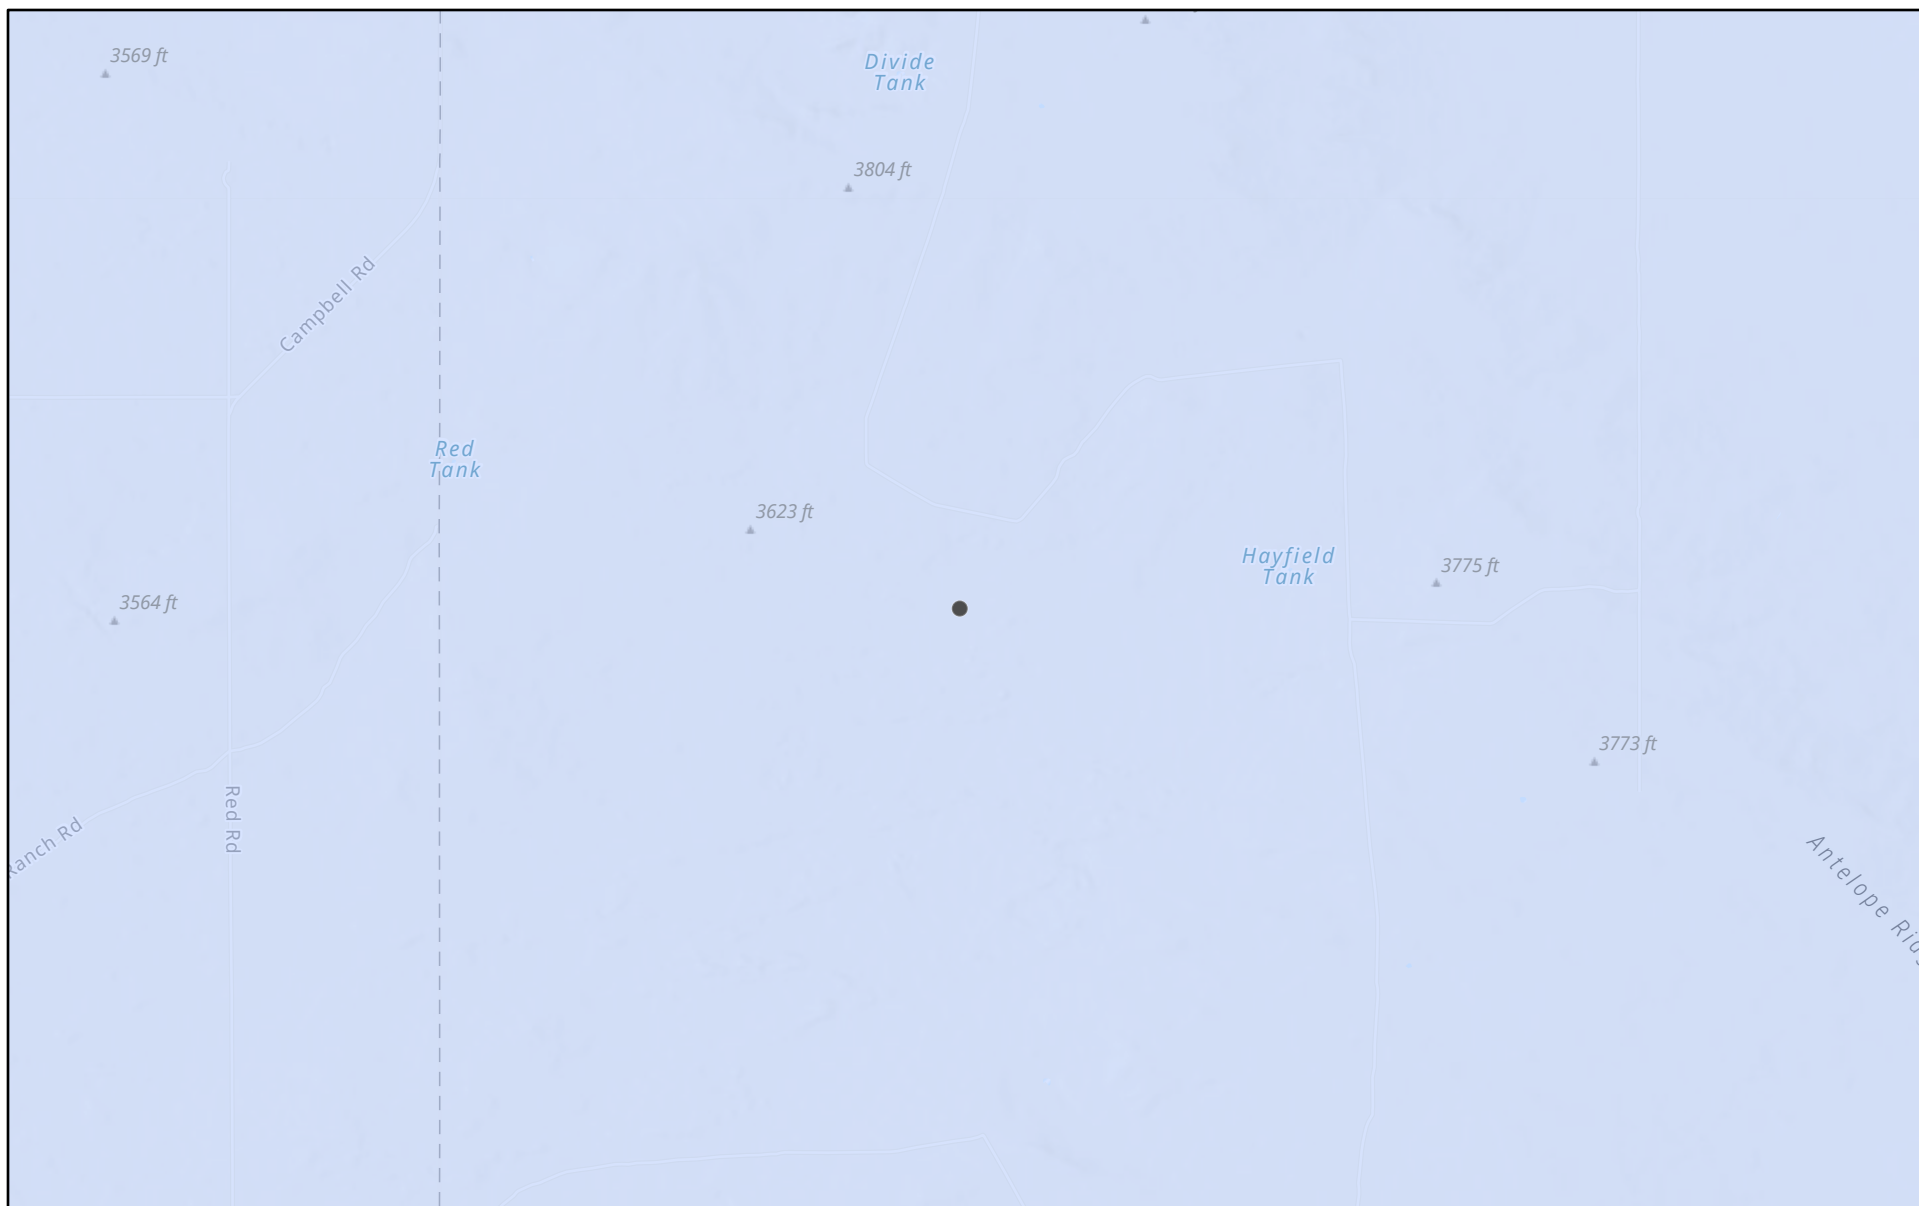 3569 ft
Divide
Tank
3804 ft
Campbell Rd
Red
Tank
3623 ft
Hayfield
Tank
3775 ft
3564 ft
3773 ft
Ranch Rd
Red Rd
Antelope